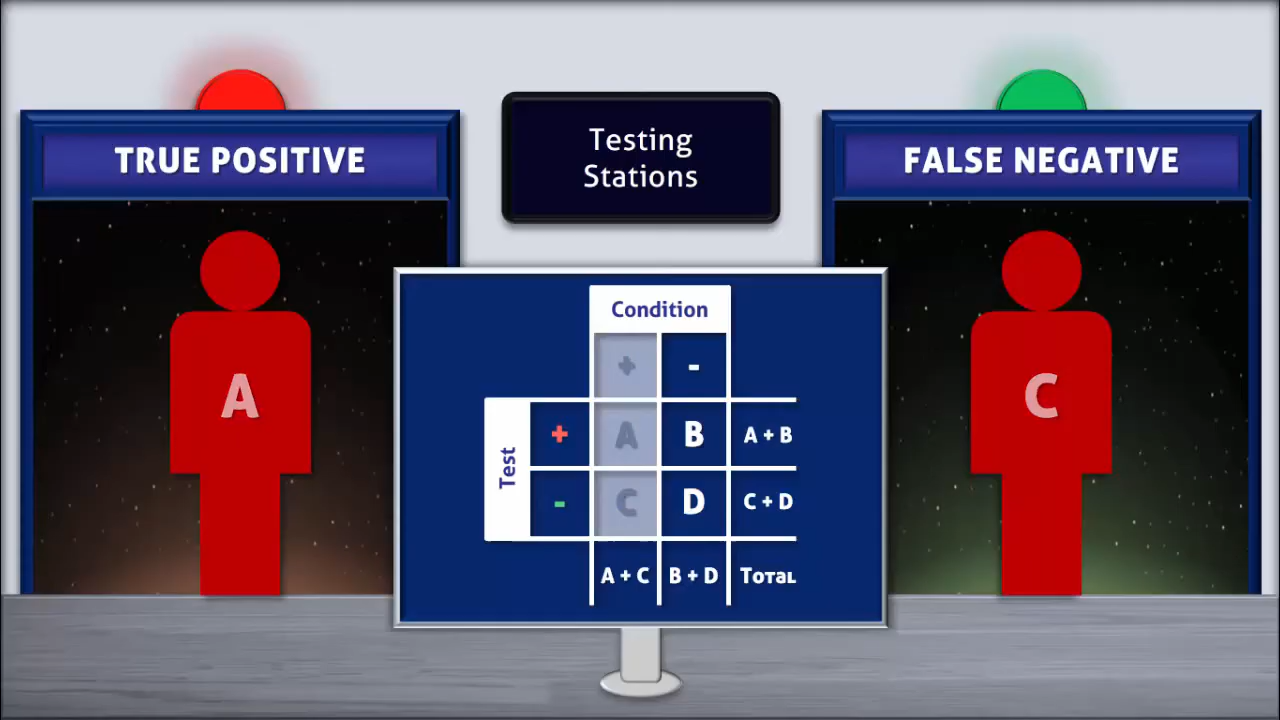 TRUE POSITIVE
Testing
Stations
FALSE NEGATIVE
A
C
Condition
+ -
Test
+ A B A + B
- C D C + D
A + C B + D TOTAL